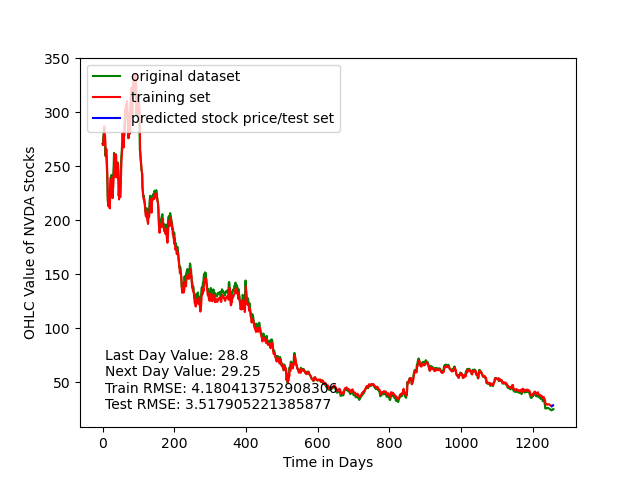 350
300
250
200
150
100
50
OHLC Value of NVDA Stocks
original dataset
training set
predicted stock price/test set
Last Day Value: 28.8
Next Day Value: 29.25
Train RMSE: 4.180413752908306
Test RMSE: 3.517905221385877
0 200 400 600 800 1000 1200
Time in Days